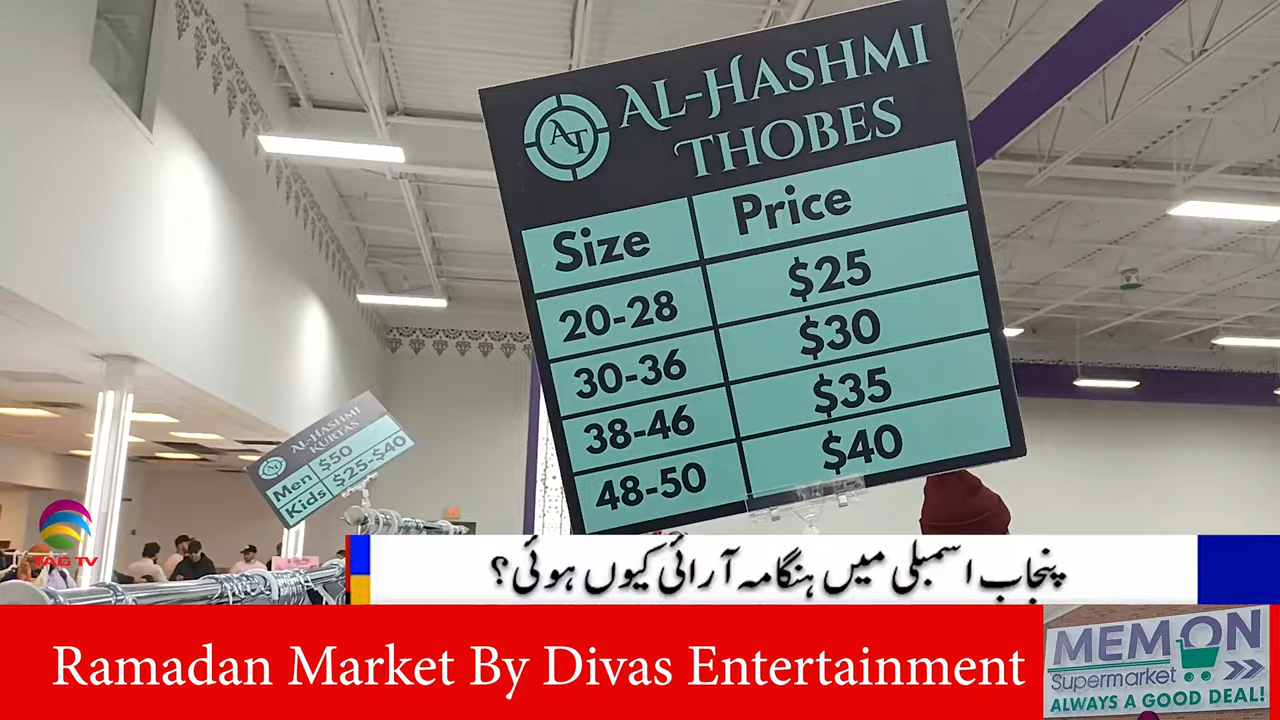 AL-HASHMI
THOBES
AT
Size Price
20-28 $25
30-36 $30
38-46 $35
48-50 $40
AL-HASHMI
KURTAS
Men $50
Kids $25-$40
TAG TV
پنجاب اسمبلی میں ہنگامہ آرائی کیوں ہوئی؟
Ramadan Market By Divas Entertainment
MEMON
Supermarket
ALWAYS A GOOD DEAL!